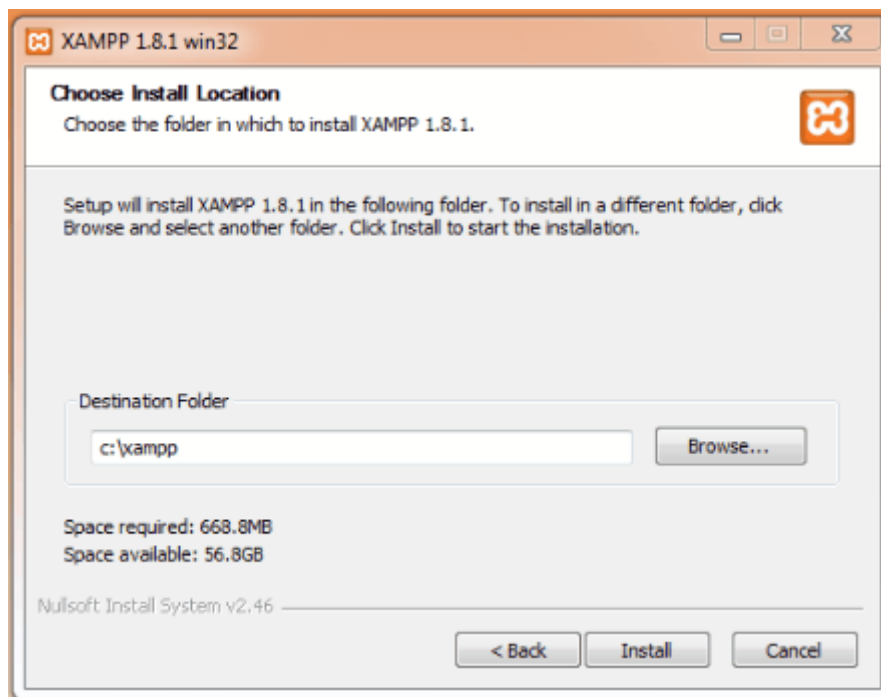 XAMPP 1.8.1 win32
Choose Install Location
Choose the folder in which to install XAMPP 1.8.1.
Setup will install XAMPP 1.8.1 in the following folder. To install in a different folder, click
Browse and select another folder. Click Install to start the installation.
Destination Folder
c:\xampp
Browse...
Space required: 668.8MB
Space available: 56.8GB
Nullsoft Install System v2.46
< Back
Install
Cancel